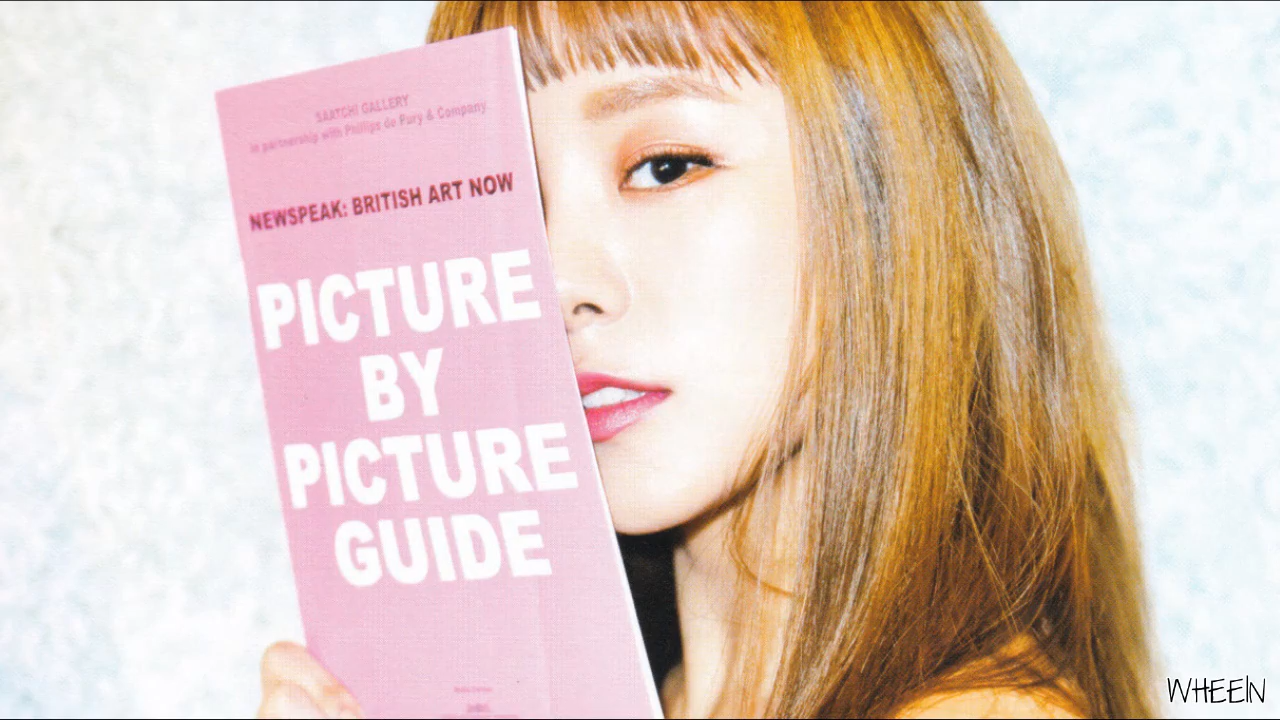 SAATCHI GALLERY
in partnership with Phillips de Pury & Company
NEWSPEAK: BRITISH ART NOW
PICTURE
BY
PICTURE
GUIDE
WHEEIN